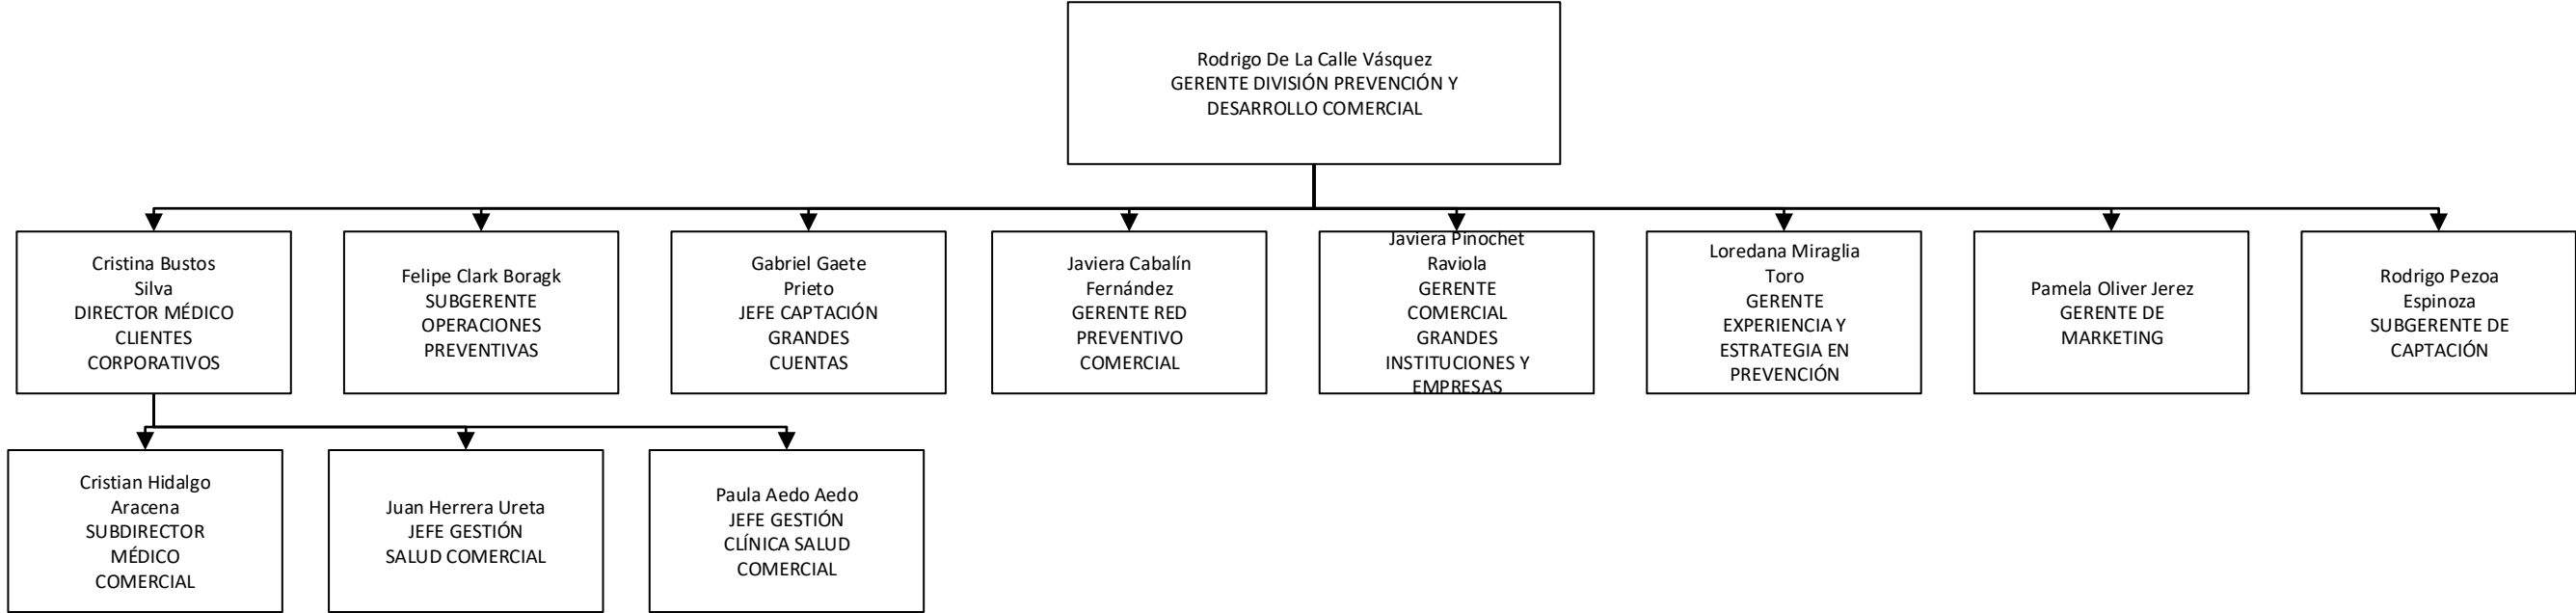 Rodrigo De La Calle Vásquez
GERENTE DIVISIÓN PREVENCIÓN Y
DESARROLLO COMERCIAL
Cristina Bustos
Silva
DIRECTOR MÉDICO
CLIENTES
CORPORATIVOS
Felipe Clark Boragk
SUBGERENTE
OPERACIONES
PREVENTIVAS
Gabriel Gaete
Prieto
JEFE CAPTACIÓN
GRANDES
CUENTAS
Javiera Cabalín
Fernández
GERENTE RED
PREVENTIVO
COMERCIAL
Javiera Pinochet
Raviola
GERENTE
COMERCIAL
GRANDES
INSTITUCIONES Y
EMPRESAS
Loredana Miraglia
Toro
GERENTE
EXPERIENCIA Y
ESTRATEGIA EN
PREVENCIÓN
Pamela Oliver Jerez
GERENTE DE
MARKETING
Rodrigo Pezoa
Espinoza
SUBGERENTE DE
CAPTACIÓN
Cristian Hidalgo
Aracena
SUBDIRECTOR
MÉDICO
COMERCIAL
Juan Herrera Ureta
JEFE GESTIÓN
SALUD COMERCIAL
Paula Aedo Aedo
JEFE GESTIÓN
CLÍNICA SALUD
COMERCIAL